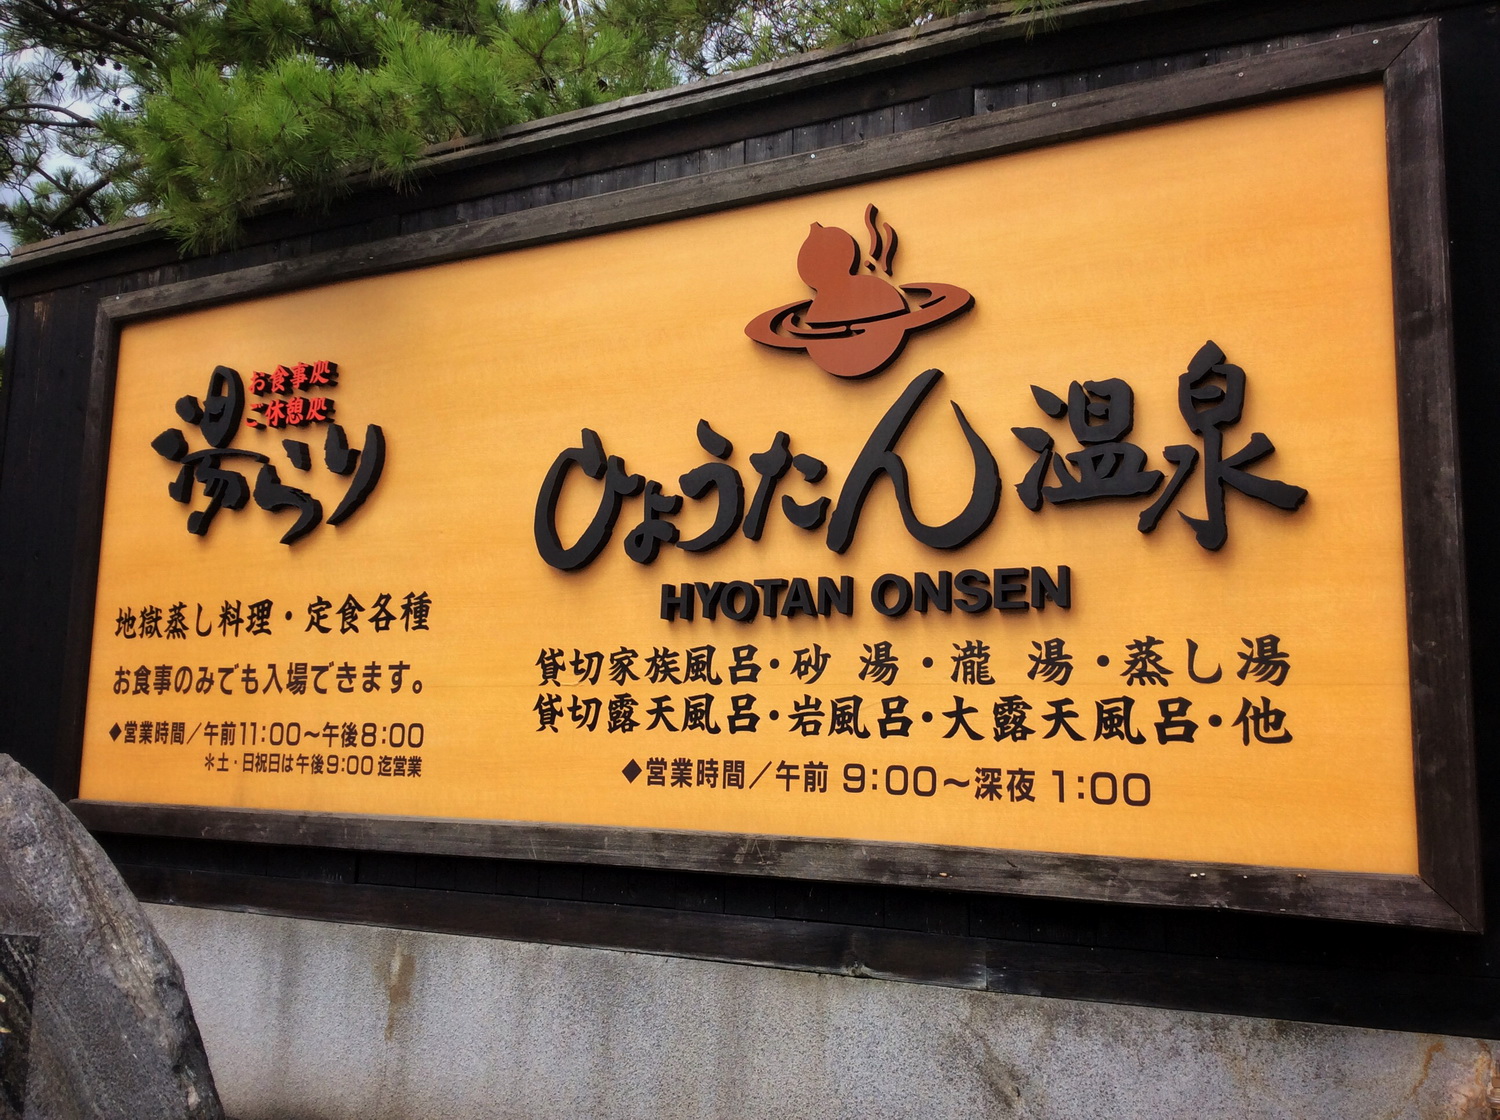 お食事処
ご休憩処
湯らり
地獄蒸し料理・定食各種
お食事のみでも入場できます。
◆営業時間／午前11:00〜午後8:00
＊土・日祝日は午後9:00迄営業
ひょうたん温泉
HYOTAN ONSEN
貸切家族風呂・砂湯・瀧湯・蒸し湯
貸切露天風呂・岩風呂・大露天風呂・他
◆営業時間／午前 9:00〜深夜 1:00